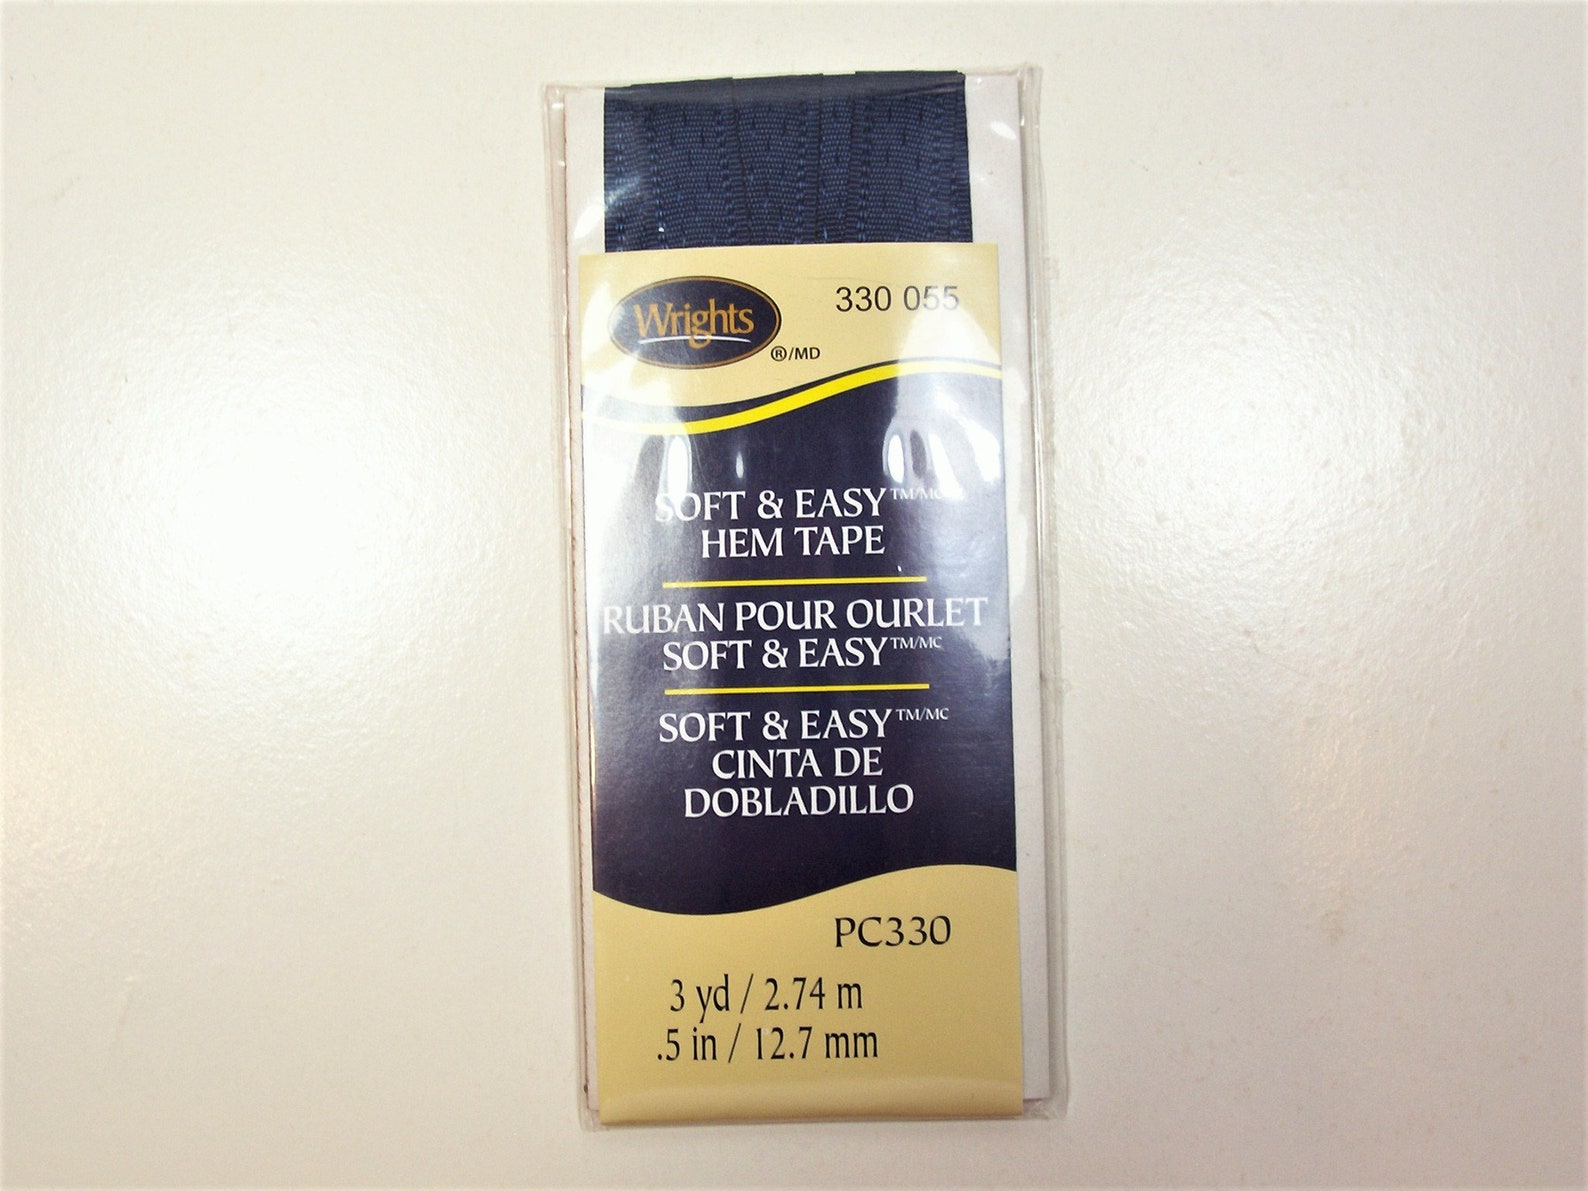 Wrights
®/MD
330 055
SOFT & EASY™/MC
HEM TAPE
RUBAN POUR OURLET
SOFT & EASY™/MC
SOFT & EASY™/MC
CINTA DE
DOBLADILLO
PC330
3 yd / 2.74 m
.5 in / 12.7 mm